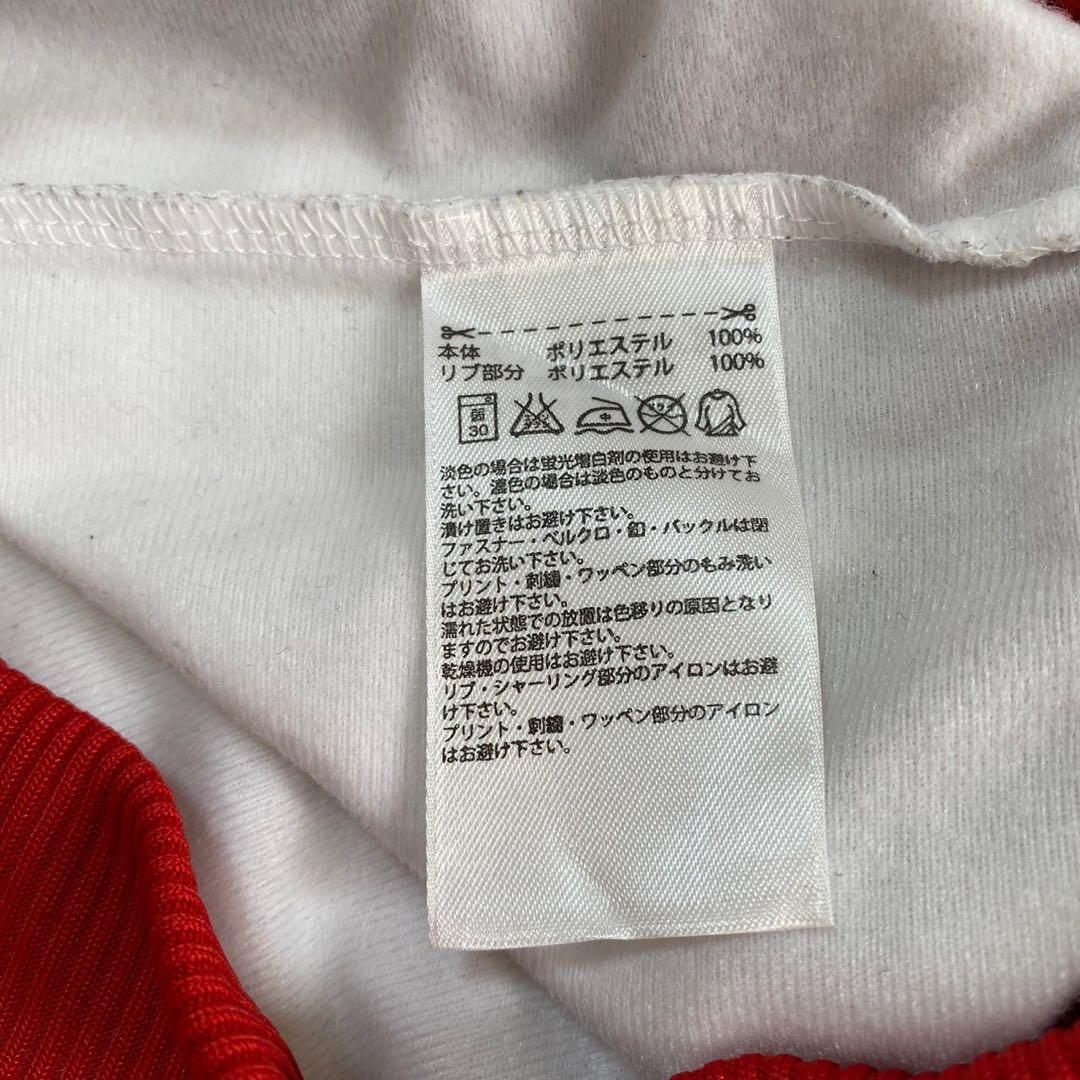 本体 ポリエステル 100%
リブ部分 ポリエステル 100%
弱 30 エンソサラシ 中 ドライ
淡色の場合は蛍光増白剤の使用はお避け下
さい。濃色の場合は淡色のものと分けてお
洗い下さい。
漬け置きはお避け下さい。
ファスナー・ベルクロ・釦・バックルは閉
じてお洗い下さい。
プリント・刺繍・ワッペン部分のもみ洗い
はお避け下さい。
濡れた状態での放置は色移りの原因となり
ますのでお避け下さい。
乾燥機の使用はお避け下さい。
リブ・シャーリング部分のアイロンはお避
け下さい。
プリント・刺繍・ワッペン部分のアイロン
はお避け下さい。